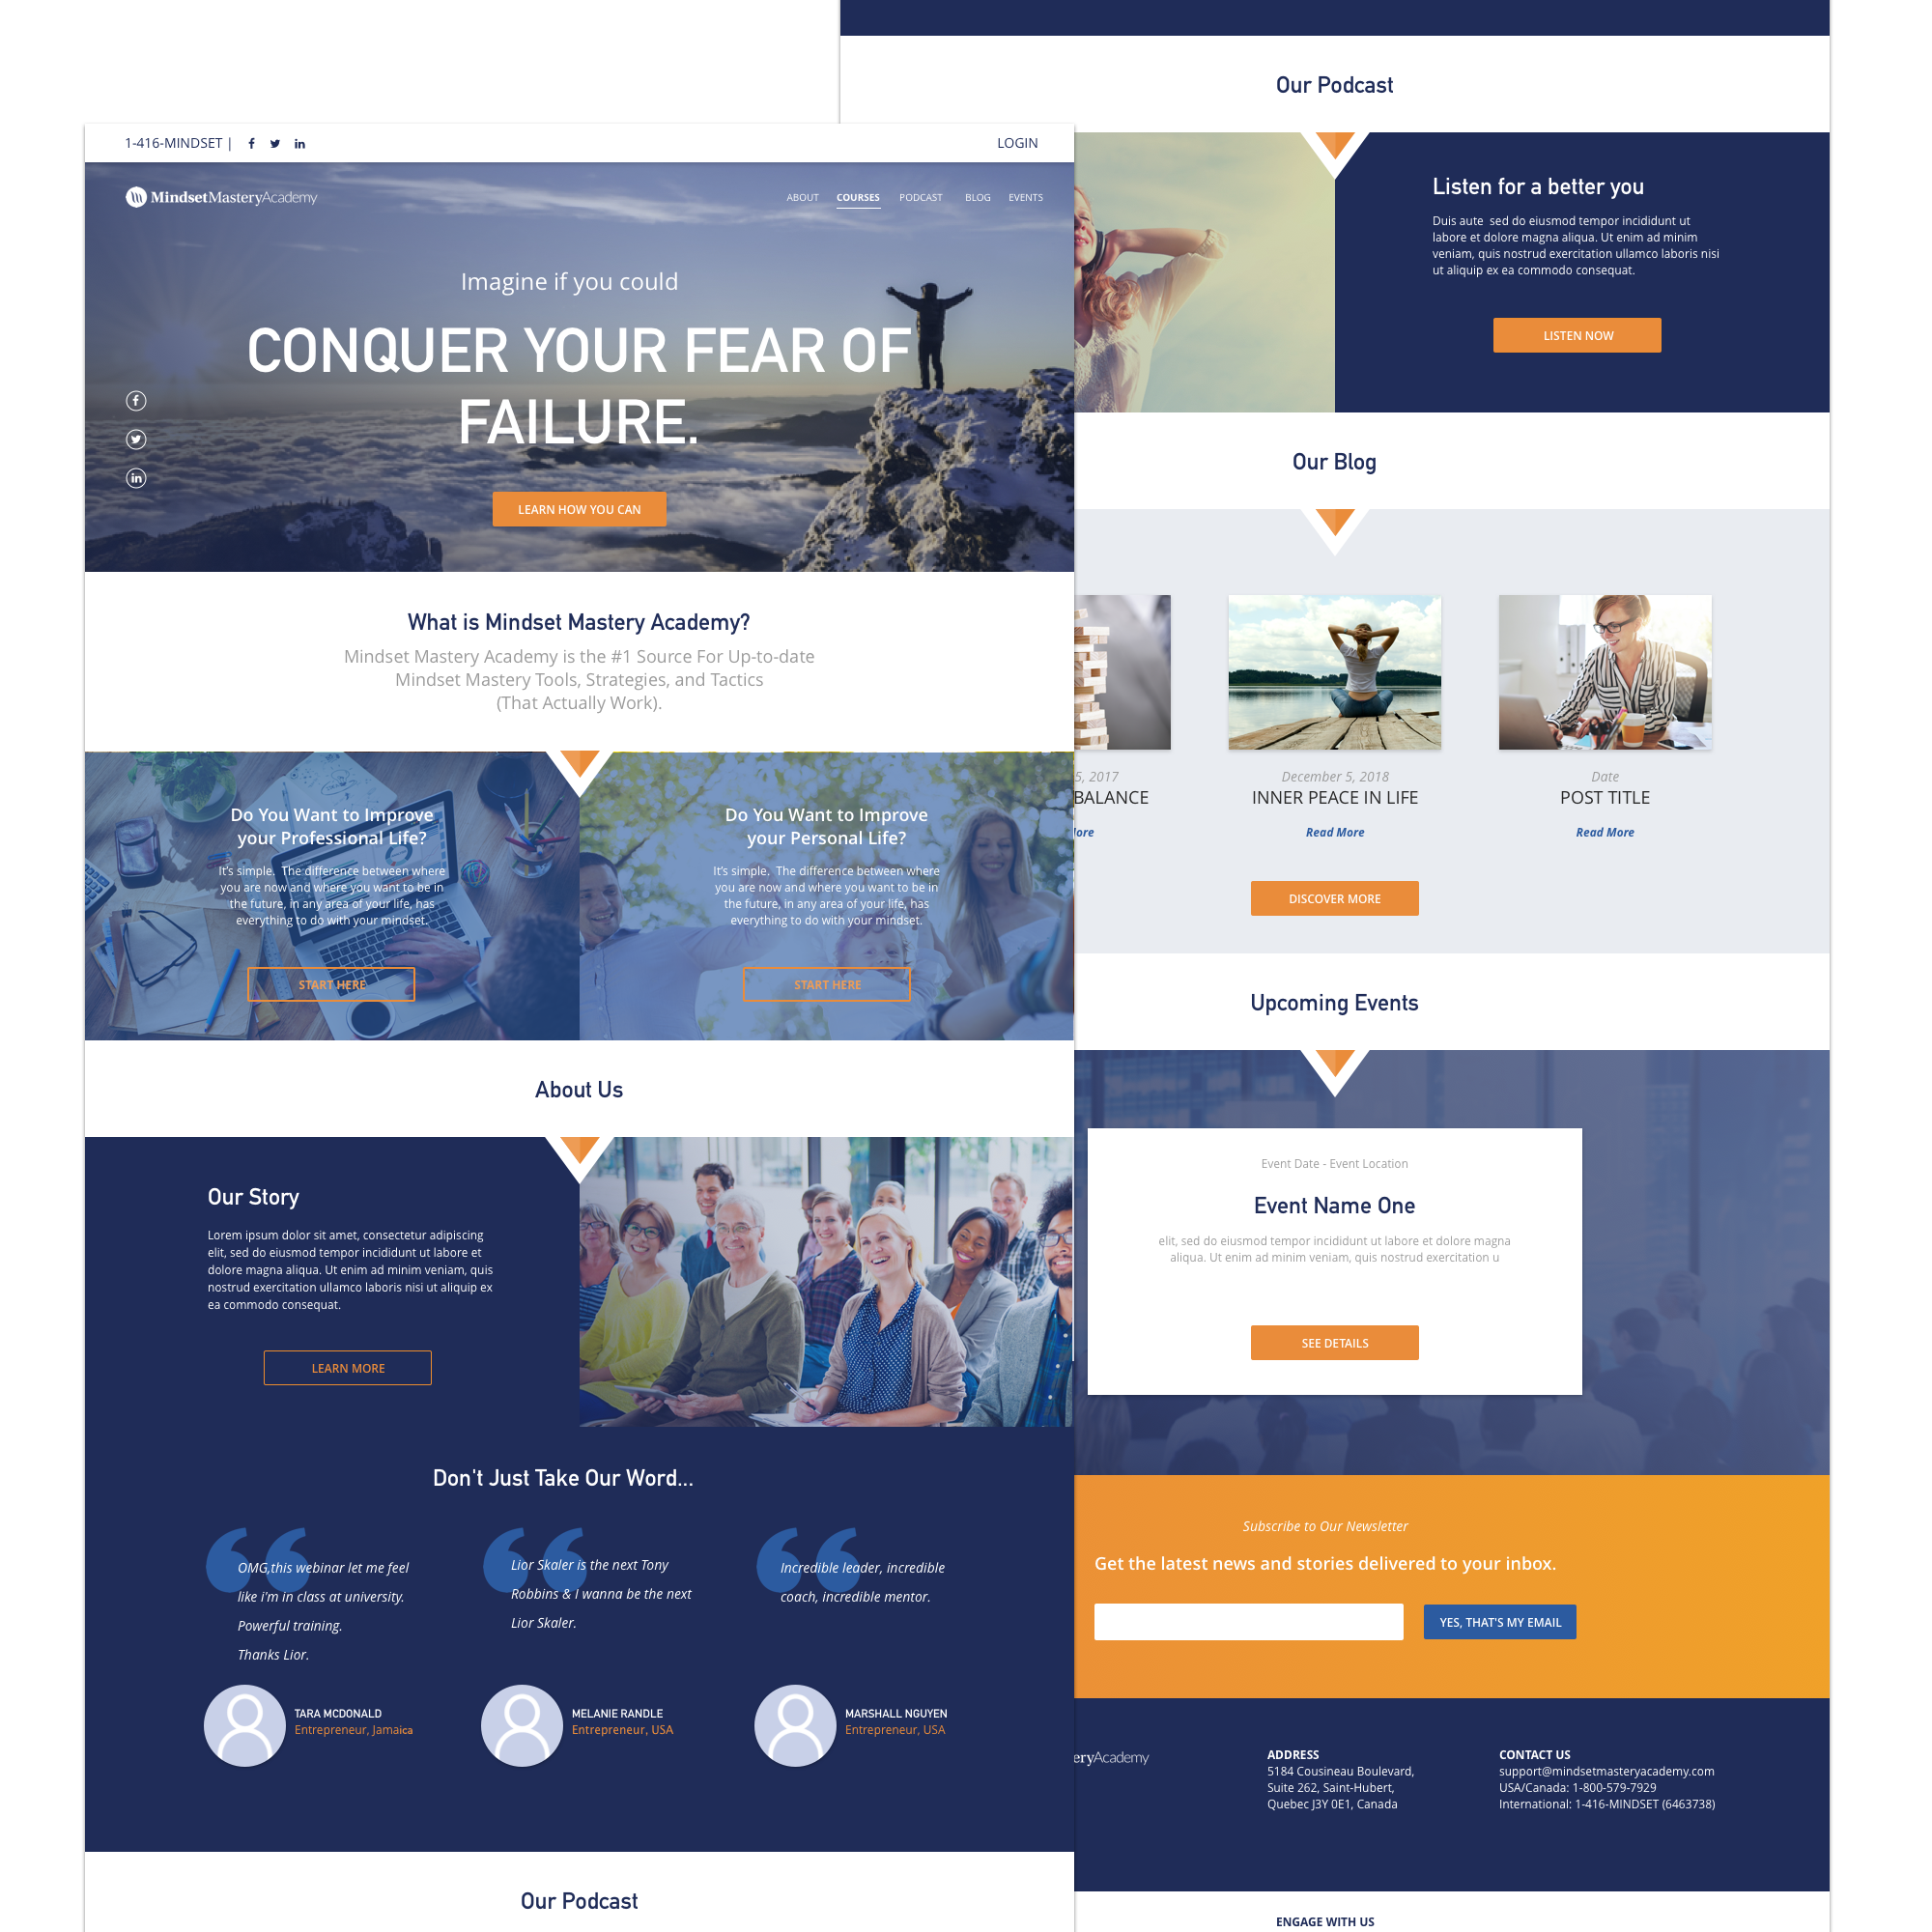 1-416-MINDSET |
LOGIN
MindsetMasteryAcademy
ABOUT COURSES PODCAST BLOG EVENTS
Imagine if you could
CONQUER YOUR FEAR OF
FAILURE.
LEARN HOW YOU CAN
What is Mindset Mastery Academy?
Mindset Mastery Academy is the #1 Source For Up-to-date
Mindset Mastery Tools, Strategies, and Tactics
(That Actually Work).
Do You Want to Improve
your Professional Life?
It's simple. The difference between where
you are now and where you want to be in
the future, in any area of your life, has
everything to do with your mindset.
START HERE
Do You Want to Improve
your Personal Life?
It's simple. The difference between where
you are now and where you want to be in
the future, in any area of your life, has
everything to do with your mindset.
START HERE
About Us
Our Story
Lorem ipsum dolor sit amet, consectetur adipiscing
elit, sed do eiusmod tempor incididunt ut labore et
dolore magna aliqua. Ut enim ad minim veniam, quis
nostrud exercitation ullamco laboris nisi ut aliquip ex
ea commodo consequat.
LEARN MORE
Don't Just Take Our Word...
OMG,this webinar let me feel
like i'm in class at university.
Powerful training.
Thanks Lior.
TARA MCDONALD
Entrepreneur, Jamaica
Lior Skaler is the next Tony
Robbins & I wanna be the next
Lior Skaler.
MELANIE RANDLE
Entrepreneur, USA
Incredible leader, incredible
coach, incredible mentor.
MARSHALL NGUYEN
Entrepreneur, USA
Our Podcast
Our Podcast
Listen for a better you
Duis aute sed do eiusmod tempor incididunt ut
labore et dolore magna aliqua. Ut enim ad minim
veniam, quis nostrud exercitation ullamco laboris nisi
ut aliquip ex ea commodo consequat.
LISTEN NOW
Our Blog
5, 2017
BALANCE
ore
December 5, 2018
INNER PEACE IN LIFE
Read More
Date
POST TITLE
Read More
DISCOVER MORE
Upcoming Events
Event Date - Event Location
Event Name One
elit, sed do eiusmod tempor incididunt ut labore et dolore magna
aliqua. Ut enim ad minim veniam, quis nostrud exercitation u
SEE DETAILS
Subscribe to Our Newsletter
Get the latest news and stories delivered to your inbox.
YES, THAT'S MY EMAIL
eryAcademy
ADDRESS
5184 Cousineau Boulevard,
Suite 262, Saint-Hubert,
Quebec J3Y 0E1, Canada
CONTACT US
support@mindsetmasteryacademy.com
USA/Canada: 1-800-579-7929
International: 1-416-MINDSET (6463738)
ENGAGE WITH US